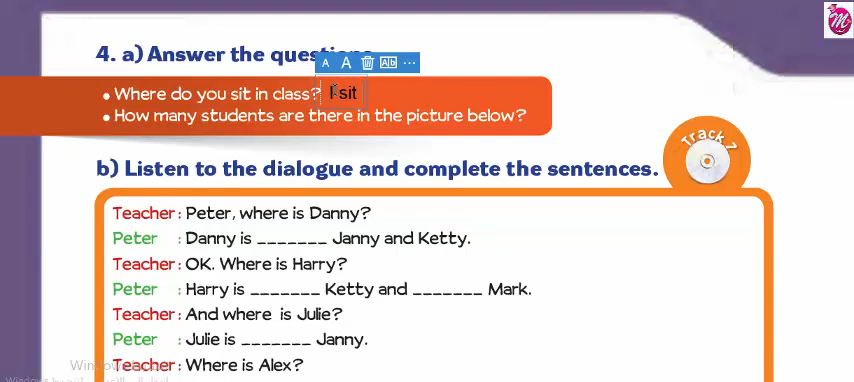 4. a) Answer the questions.
A A Ab ...
• Where do you sit in class? I sit
• How many students are there in the picture below?
Track 7
b) Listen to the dialogue and complete the sentences.
Teacher : Peter, where is Danny?
Peter : Danny is _______ Janny and Ketty.
Teacher : OK. Where is Harry?
Peter : Harry is _______ Ketty and _______ Mark.
Teacher : And where is Julie?
Peter : Julie is _______ Janny.
Teacher : Where is Alex?